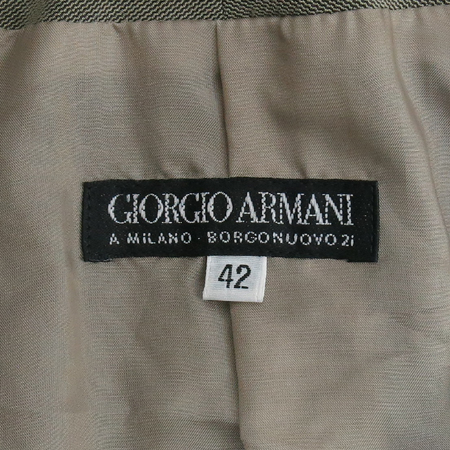 GIORGIO ARMANI
A MILANO · BORGONUOVO 21
42